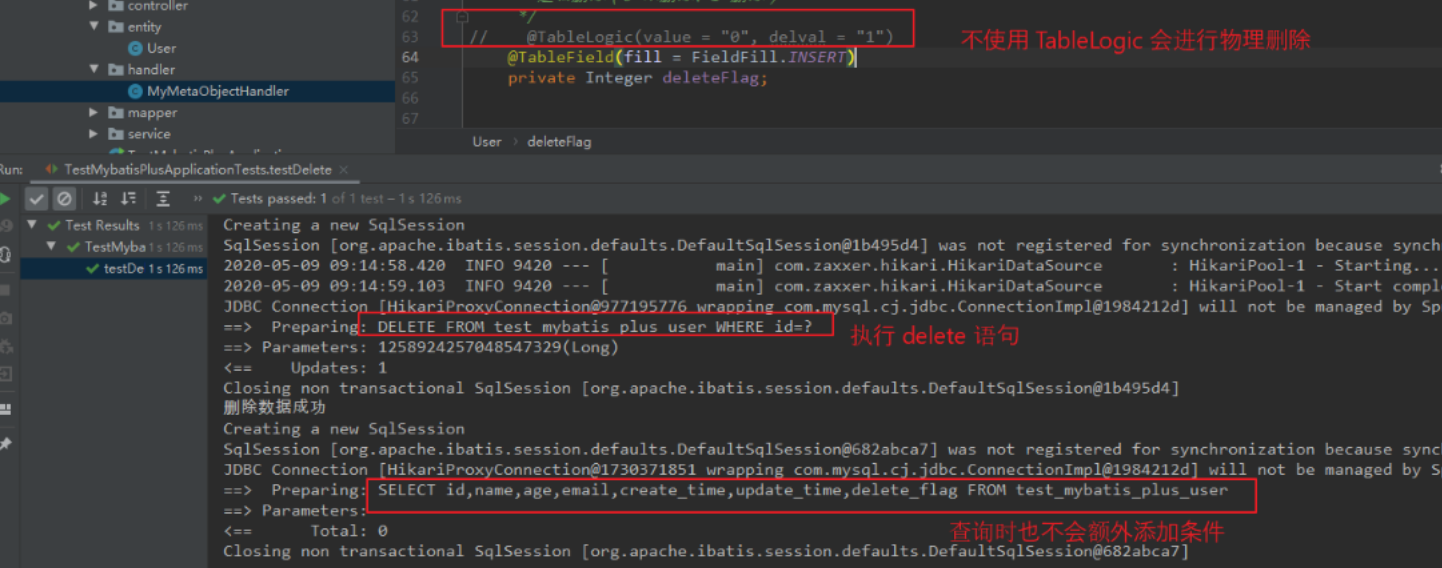 controller
entity
User
handler
MyMetaObjectHandler
mapper
service
62 */
63 // @TableLogic(value = "0", delval = "1")
不使用 TableLogic 会进行物理删除
64 @TableField(fill = FieldFill.INSERT)
65 private Integer deleteFlag;
66
67
User › deleteFlag
Run: TestMybatisPlusApplicationTests.testDelete ×
» Tests passed: 1 of 1 test – 1 s 126 ms
Test Results 1 s 126 ms
TestMyba 1 s 126 ms
testDe 1 s 126 ms
Creating a new SqlSession
SqlSession [org.apache.ibatis.session.defaults.DefaultSqlSession@1b495d4] was not registered for synchronization because synch
2020-05-09 09:14:58.420 INFO 9420 --- [ main] com.zaxxer.hikari.HikariDataSource : HikariPool-1 - Starting...
2020-05-09 09:14:59.103 INFO 9420 --- [ main] com.zaxxer.hikari.HikariDataSource : HikariPool-1 - Start compl
JDBC Connection [HikariProxyConnection@977195776 wrapping com.mysql.cj.jdbc.ConnectionImpl@1984212d] will not be managed by Sp
==> Preparing: DELETE FROM test_mybatis_plus_user WHERE id=?
执行 delete 语句
==> Parameters: 1258924257048547329(Long)
<== Updates: 1
Closing non transactional SqlSession [org.apache.ibatis.session.defaults.DefaultSqlSession@1b495d4]
删除数据成功
Creating a new SqlSession
SqlSession [org.apache.ibatis.session.defaults.DefaultSqlSession@682abca7] was not registered for synchronization because sync
JDBC Connection [HikariProxyConnection@1730371851 wrapping com.mysql.cj.jdbc.ConnectionImpl@1984212d] will not be managed by S
==> Preparing: SELECT id,name,age,email,create_time,update_time,delete_flag FROM test_mybatis_plus_user
==> Parameters:
<== Total: 0
查询时也不会额外添加条件
Closing non transactional SqlSession [org.apache.ibatis.session.defaults.DefaultSqlSession@682abca7]